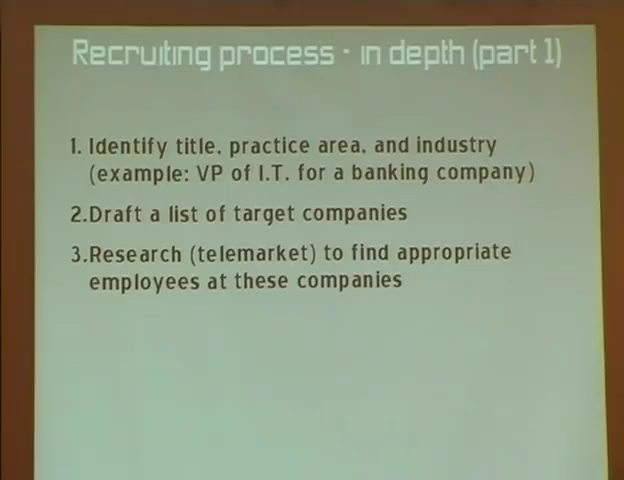 Recruiting process - in depth (part 1)
1. Identify title, practice area, and industry
(example: VP of I.T. for a banking company)
2.Draft a list of target companies
3.Research (telemarket) to find appropriate
employees at these companies